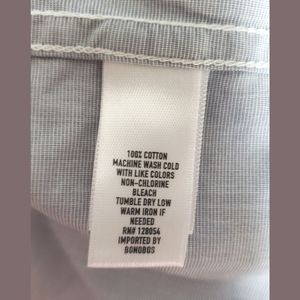 100% COTTON
MACHINE WASH COLD
WITH LIKE COLORS
NON-CHLORINE
BLEACH
TUMBLE DRY LOW
WARM IRON IF
NEEDED
RN# 128054
IMPORTED BY
BONOBOS